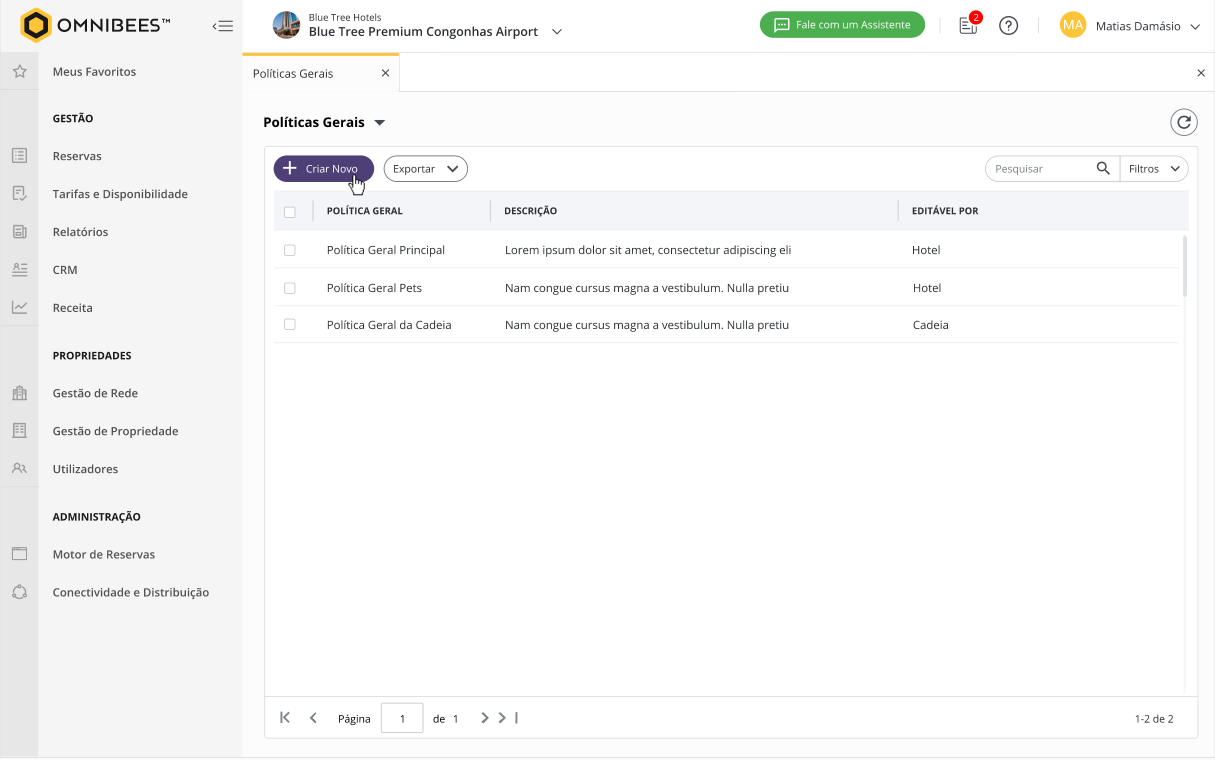 OMNIBEES™
Blue Tree Hotels
Blue Tree Premium Congonhas Airport
Fale com um Assistente
2
MA
Matias Damásio
Meus Favoritos
GESTÃO
Reservas
Tarifas e Disponibilidade
Relatórios
CRM
Receita
PROPRIEDADES
Gestão de Rede
Gestão de Propriedade
Utilizadores
ADMINISTRAÇÃO
Motor de Reservas
Conectividade e Distribuição
Políticas Gerais
Políticas Gerais
Criar Novo
Exportar
Pesquisar
Filtros
POLÍTICA GERAL DESCRIÇÃO EDITÁVEL POR
Política Geral Principal Lorem ipsum dolor sit amet, consectetur adipiscing eli Hotel
Política Geral Pets Nam congue cursus magna a vestibulum. Nulla pretiu Hotel
Política Geral da Cadeia Nam congue cursus magna a vestibulum. Nulla pretiu Cadeia
Página 1 de 1
1-2 de 2